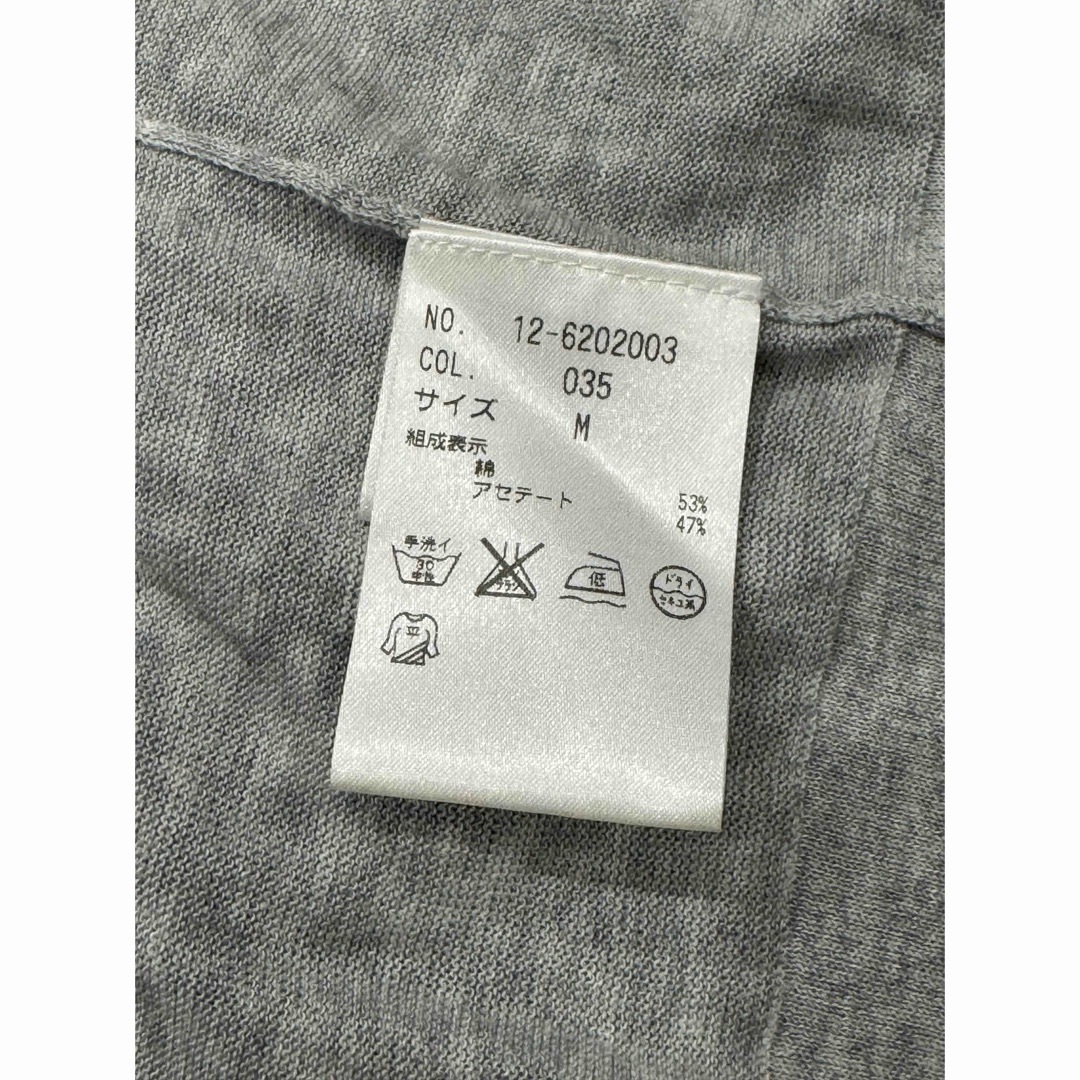 NO. 12-6202003
COL. 035
サイズ M
組成表示
綿 53%
アセテート 47%
手洗イ
30
中性
低
ドライ
セキユ系
平